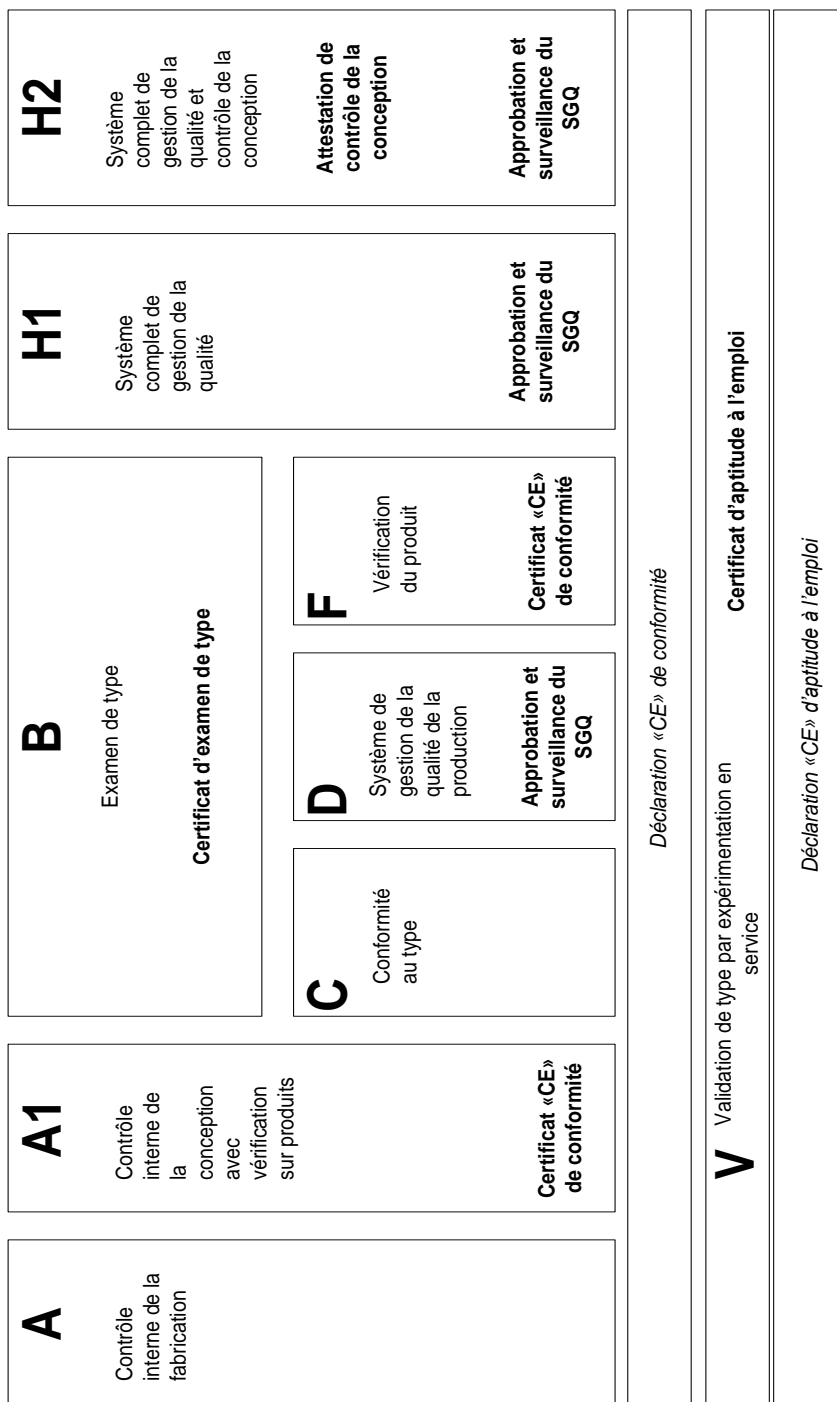 A
Contrôle
interne de la
fabrication
A1
Contrôle
interne de
la
conception
avec
vérification
sur produits
Certificat «CE»
de conformité
B
Examen de type
Certificat d’examen de type
C
Conformité
au type
D
Système de
gestion de la
qualité de la
production
Approbation et
surveillance du
SGQ
F
Vérification
du produit
Certificat «CE»
de conformité
H1
Système
complet de
gestion de la
qualité
Approbation et
surveillance du
SGQ
H2
Système
complet de
gestion de la
qualité et
contrôle de la
conception
Attestation de
contrôle de la
conception
Approbation et
surveillance du
SGQ
Déclaration «CE» de conformité
V
Validation de type par expérimentation en
service
Certificat d’aptitude à l’emploi
Déclaration «CE» d’aptitude à l’emploi